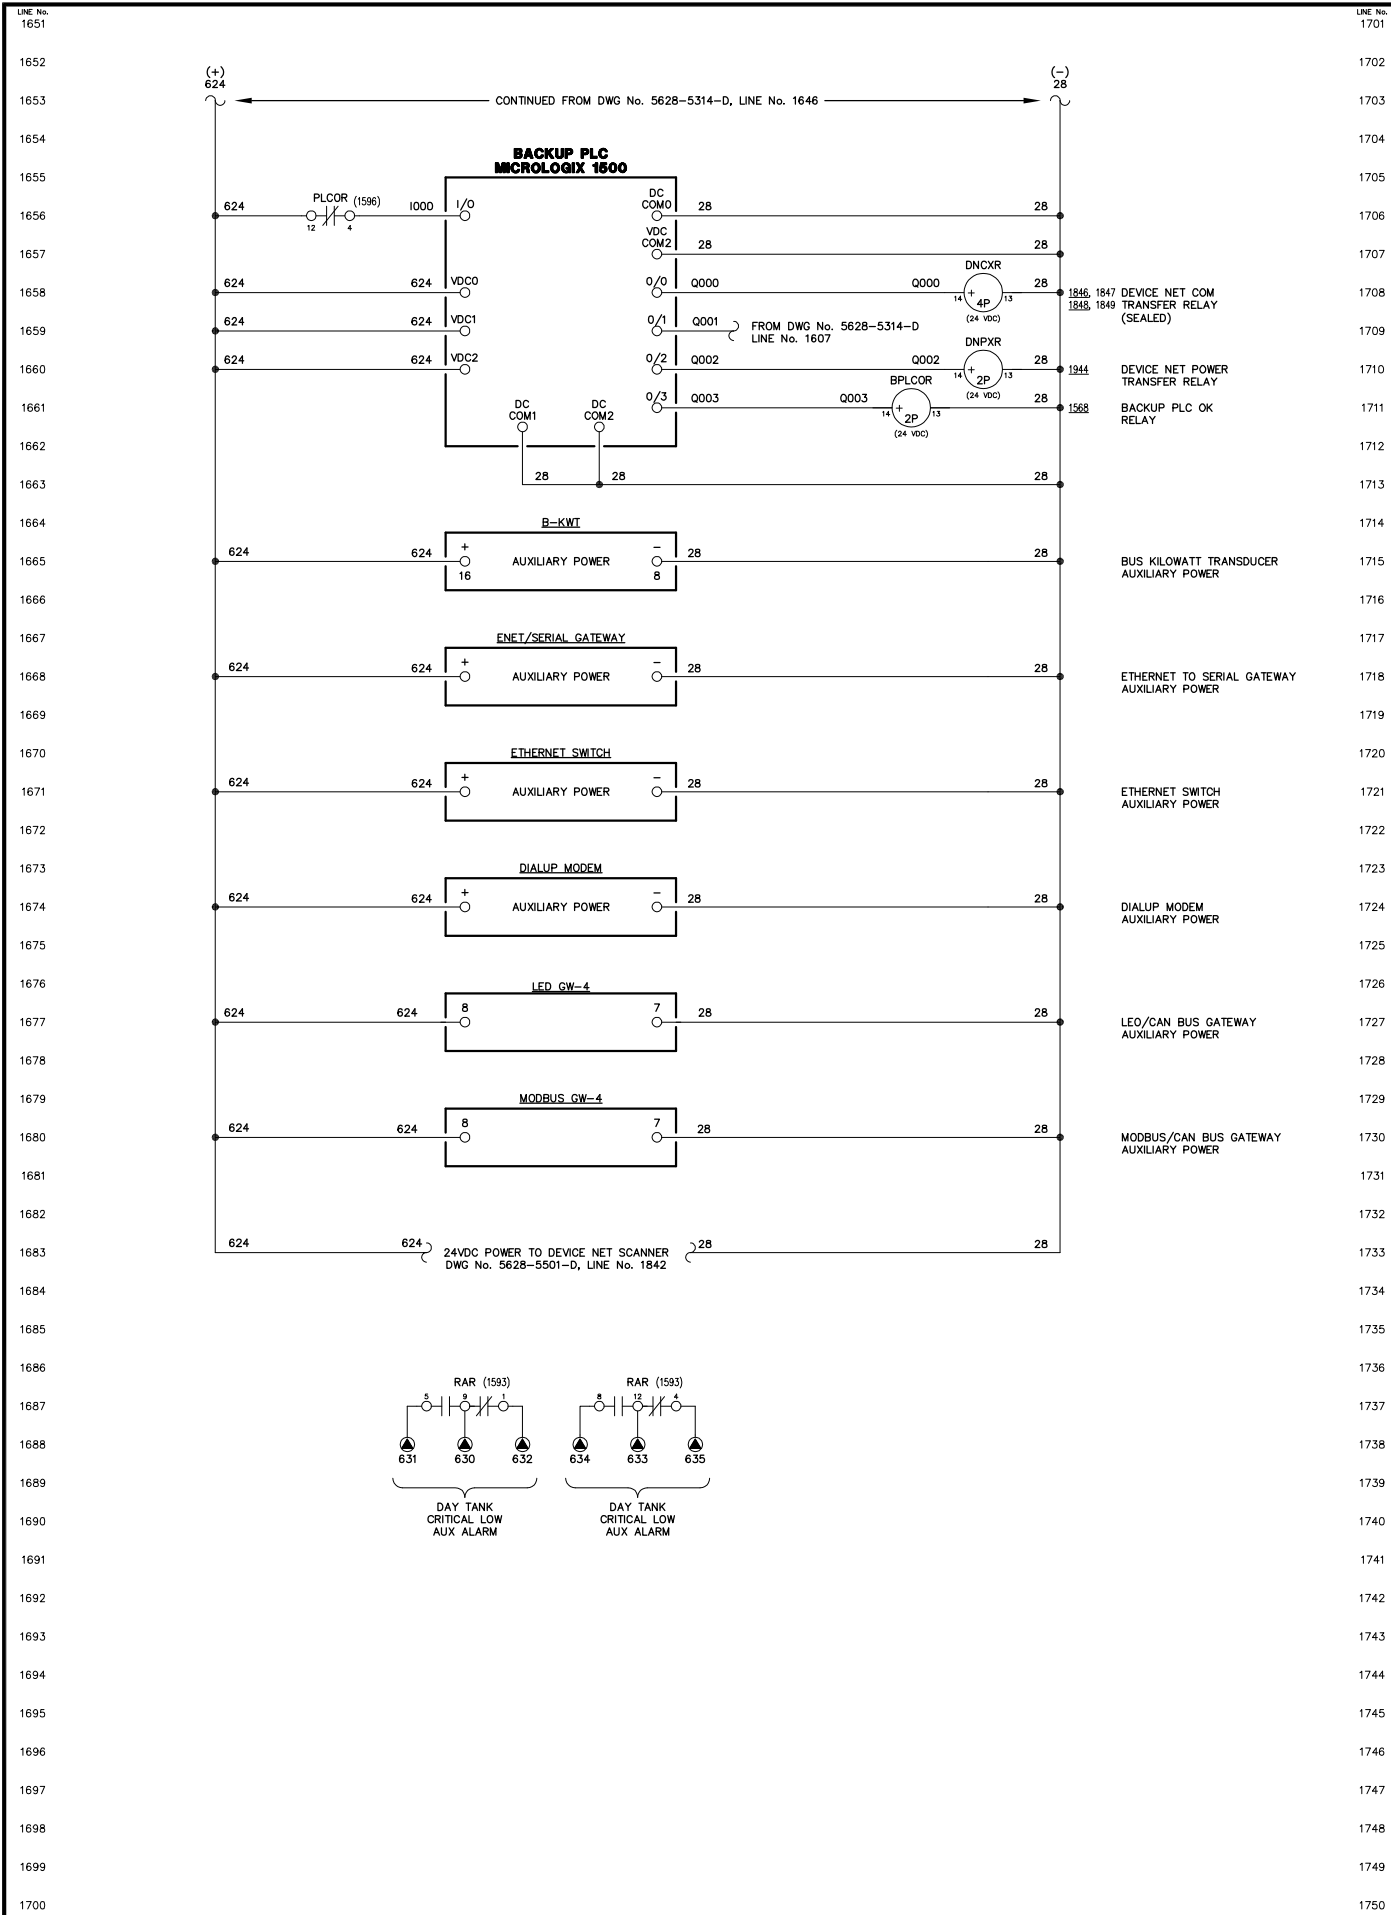 LINE No. LINE No.
1651 1701
1652 1702
(+) (-)
624 28
1653 CONTINUED FROM DWG No. 5628-5314-D, LINE No. 1646 1703
1654 1704
BACKUP PLC
MICROLOGIX 1500
1655 1705
PLCOR (1596) DC
624 I000 I/0 COM0 28 28
1656 12 4 1706
VDC
COM2 28 28
1657 1707
DNCXR
624 624 VDC0 0/0 Q000 Q000 28
1658 14 + 4P 13 1846, 1847 DEVICE NET COM 1708
(24 VDC) 1848, 1849 TRANSFER RELAY
(SEALED)
624 624 VDC1 0/1 Q001 FROM DWG No. 5628-5314-D
1659 LINE No. 1607 1709
DNPXR
624 624 VDC2 0/2 Q002 Q002 28
1660 14 + 2P 13 1944 DEVICE NET POWER 1710
(24 VDC) TRANSFER RELAY
BPLCOR
DC DC 0/3 Q003 Q003 28
1661 COM1 COM2 14 + 2P 13 1568 BACKUP PLC OK 1711
(24 VDC) RELAY
1662 1712
28 28 28
1663 1713
1664 B-KWT 1714
624 624 + - 28 28
1665 AUXILIARY POWER BUS KILOWATT TRANSDUCER 1715
16 8 AUXILIARY POWER
1666 1716
1667 ENET/SERIAL GATEWAY 1717
624 624 + - 28 28
1668 AUXILIARY POWER ETHERNET TO SERIAL GATEWAY 1718
AUXILIARY POWER
1669 1719
1670 ETHERNET SWITCH 1720
624 624 + - 28 28
1671 AUXILIARY POWER ETHERNET SWITCH 1721
AUXILIARY POWER
1672 1722
1673 DIALUP MODEM 1723
624 624 + - 28 28
1674 AUXILIARY POWER DIALUP MODEM 1724
AUXILIARY POWER
1675 1725
1676 LED GW-4 1726
624 624 8 7 28 28
1677 LEO/CAN BUS GATEWAY 1727
AUXILIARY POWER
1678 1728
1679 MODBUS GW-4 1729
624 624 8 7 28 28
1680 MODBUS/CAN BUS GATEWAY 1730
AUXILIARY POWER
1681 1731
1682 1732
624 624 28 28
1683 24VDC POWER TO DEVICE NET SCANNER 1733
DWG No. 5628-5501-D, LINE No. 1842
1684 1734
1685 1735
1686 1736
RAR (1593) RAR (1593)
5 9 1 8 12 4
1687 1737
1688 1738
631 630 632 634 633 635
1689 1739
DAY TANK DAY TANK
1690 CRITICAL LOW CRITICAL LOW 1740
AUX ALARM AUX ALARM
1691 1741
1692 1742
1693 1743
1694 1744
1695 1745
1696 1746
1697 1747
1698 1748
1699 1749
1700 1750